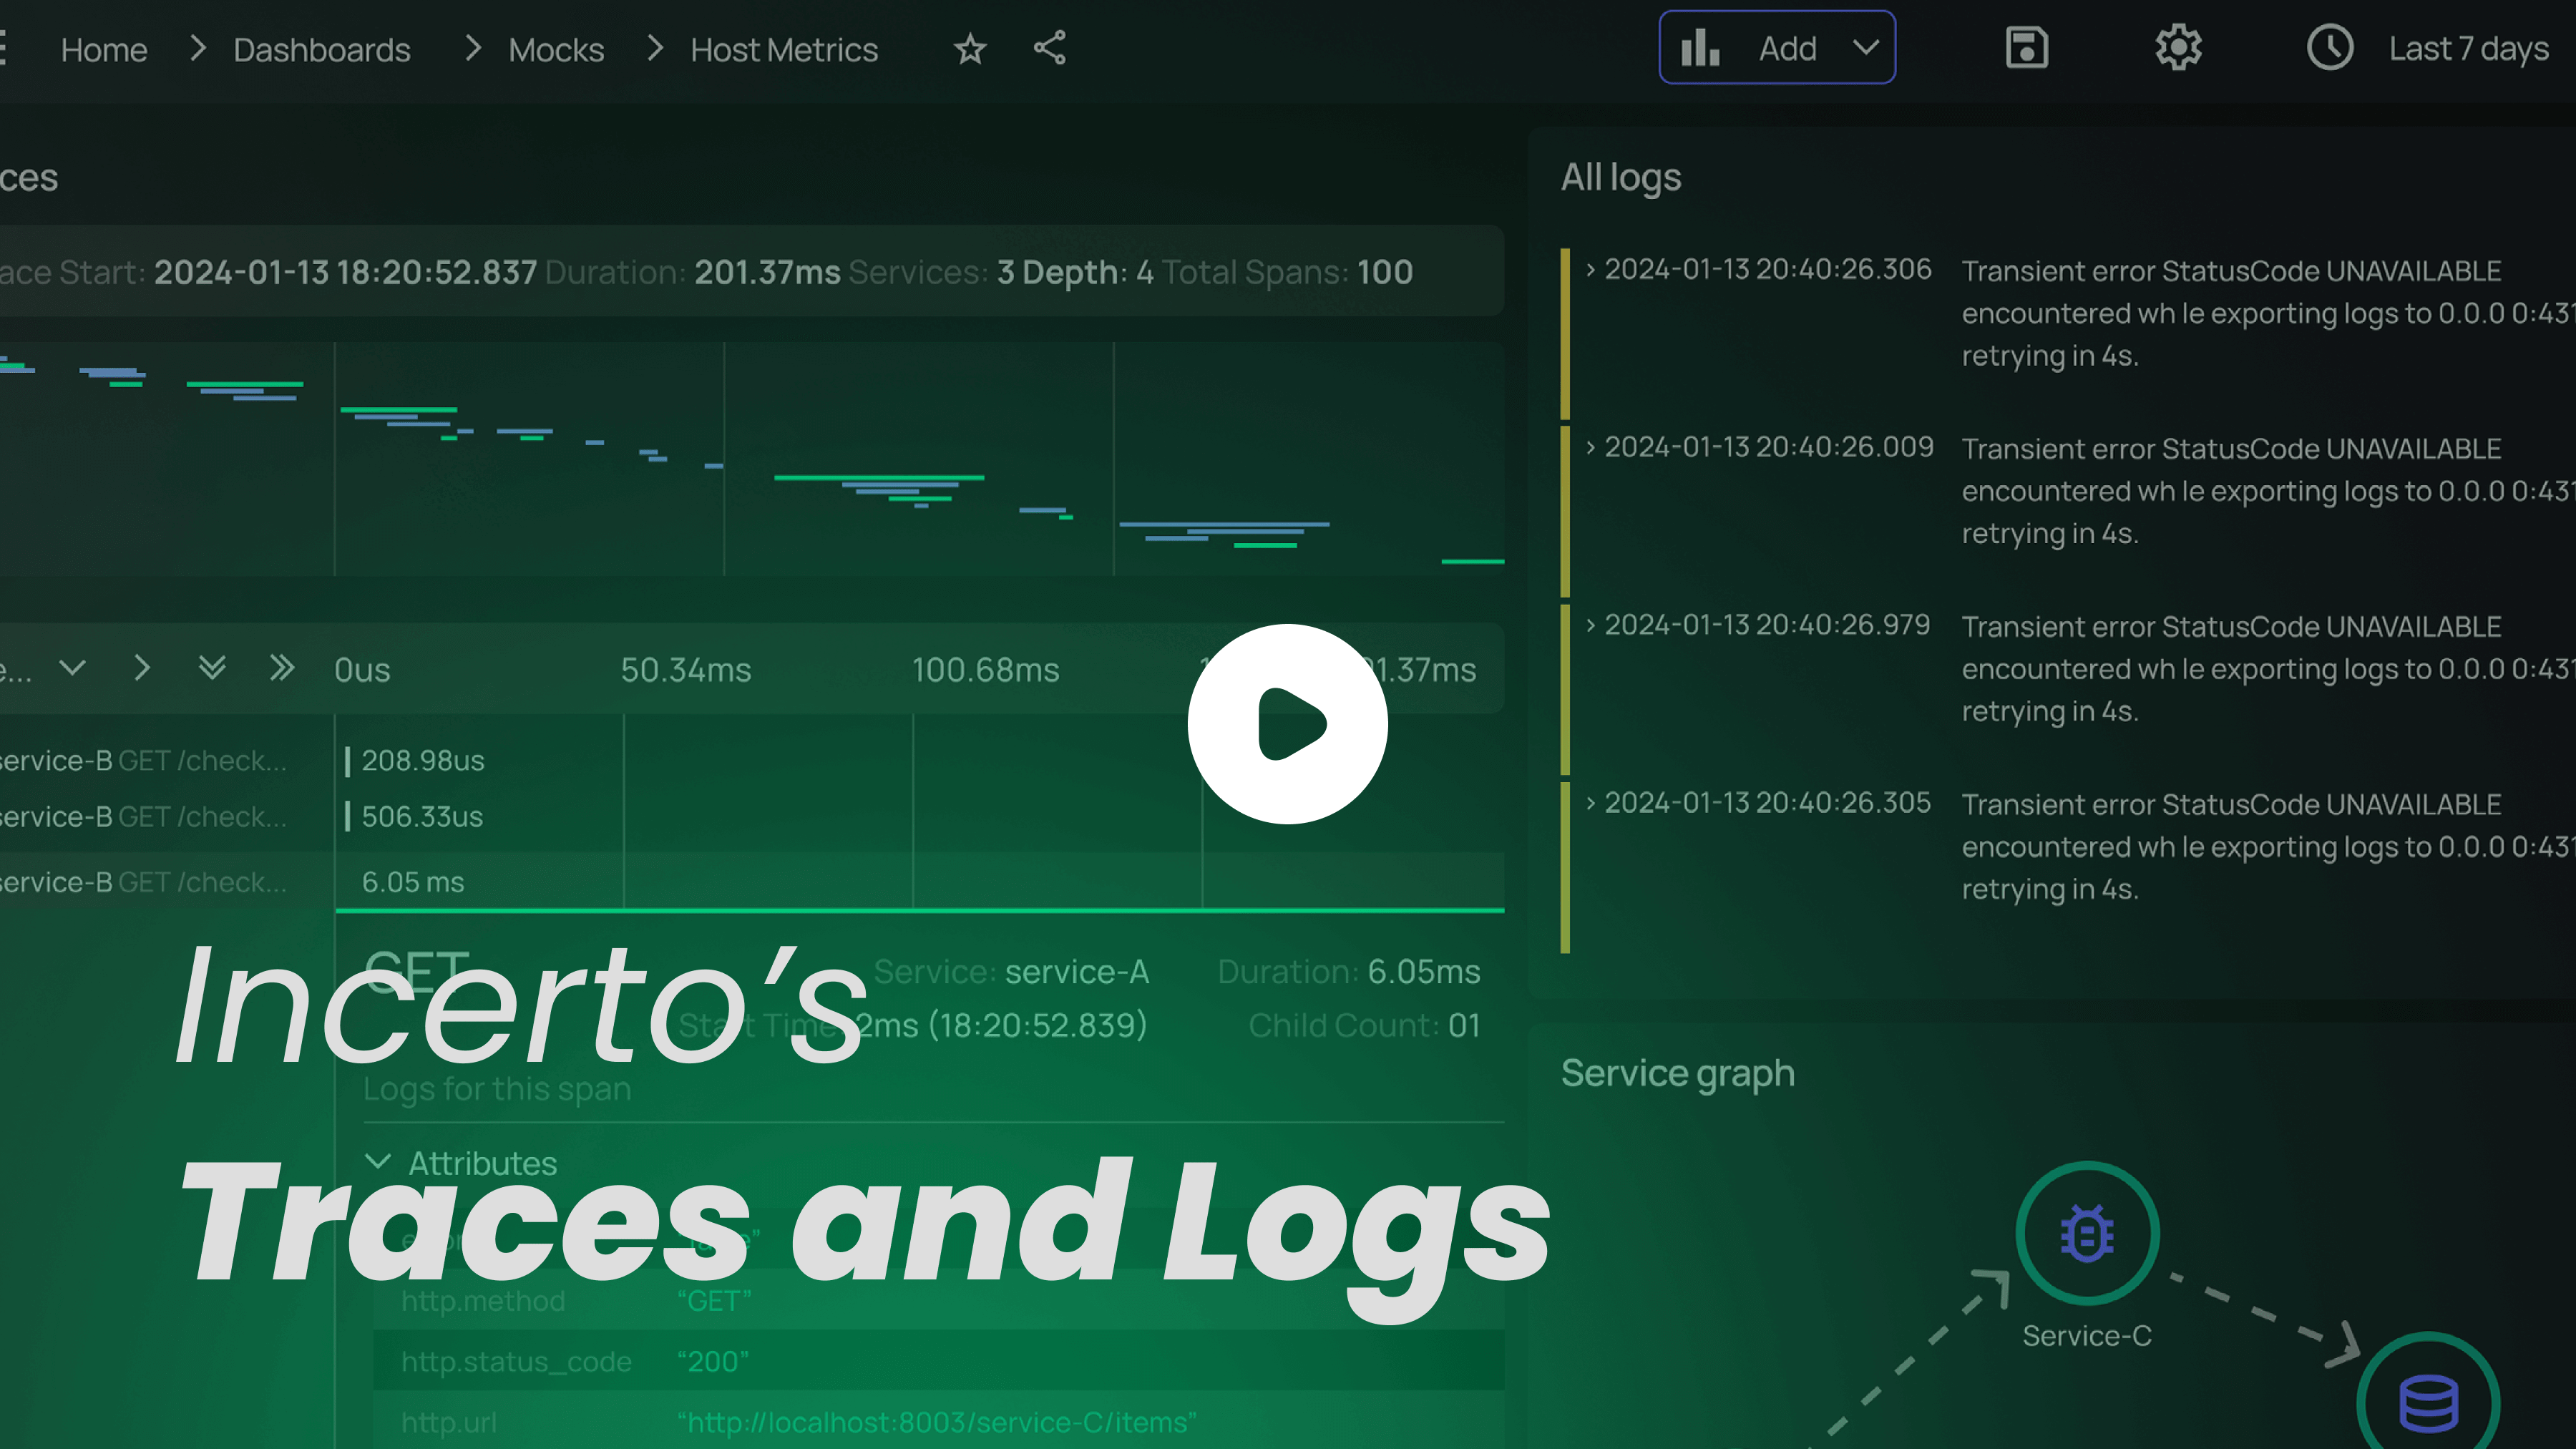 Home > Dashboards > Mocks > Host Metrics
Add
Last 7 days
ces
ace Start: 2024-01-13 18:20:52.837 Duration: 201.37ms Services: 3 Depth: 4 Total Spans: 100
e... 0us 50.34ms 100.68ms 1.37ms
service-B GET /check... 208.98us
service-B GET /check... 506.33us
service-B GET /check... 6.05 ms
GET Service: service-A Duration: 6.05ms
Start Time: 2ms (18:20:52.839) Child Count: 01
Logs for this span
Attributes
http.method “GET”
http.status_code “200”
http.url “http://localhost:8003/service-C/items”
Incerto’s
Traces and Logs
All logs
> 2024-01-13 20:40:26.306 Transient error StatusCode UNAVAILABLE
encountered wh le exporting logs to 0.0.0 0:431
retrying in 4s.
> 2024-01-13 20:40:26.009 Transient error StatusCode UNAVAILABLE
encountered wh le exporting logs to 0.0.0 0:431
retrying in 4s.
> 2024-01-13 20:40:26.979 Transient error StatusCode UNAVAILABLE
encountered wh le exporting logs to 0.0.0 0:431
retrying in 4s.
> 2024-01-13 20:40:26.305 Transient error StatusCode UNAVAILABLE
encountered wh le exporting logs to 0.0.0 0:431
retrying in 4s.
Service graph
Service-C